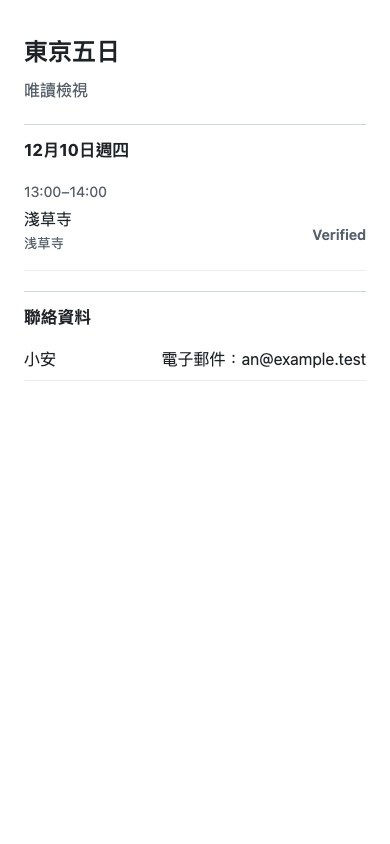 東京五日
唯讀檢視
12月10日週四
13:00–14:00
淺草寺
浅草寺
Verified
聯絡資料
小安
電子郵件：an@example.test